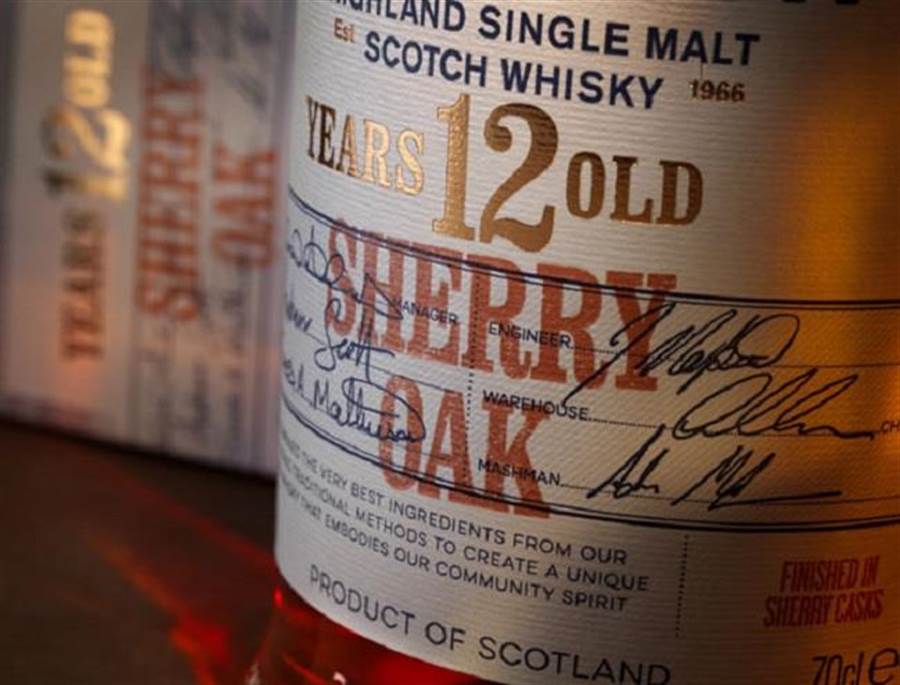 HIGHLAND SINGLE MALT
SCOTCH WHISKY
Est 1966
YEARS 12 OLD
SHERRY
OAK
MANAGER
Scott
A. Mathieson
ENGINEER
WAREHOUSE
MASHMAN
THE VERY BEST INGREDIENTS FROM OUR
TRADITIONAL METHODS TO CREATE A UNIQUE
THAT EMBODIES OUR COMMUNITY SPIRIT
PRODUCT OF SCOTLAND
FINISHED IN
SHERRY CASKS
70cl e
YEARS 12 OLD
SHERRY
OAK